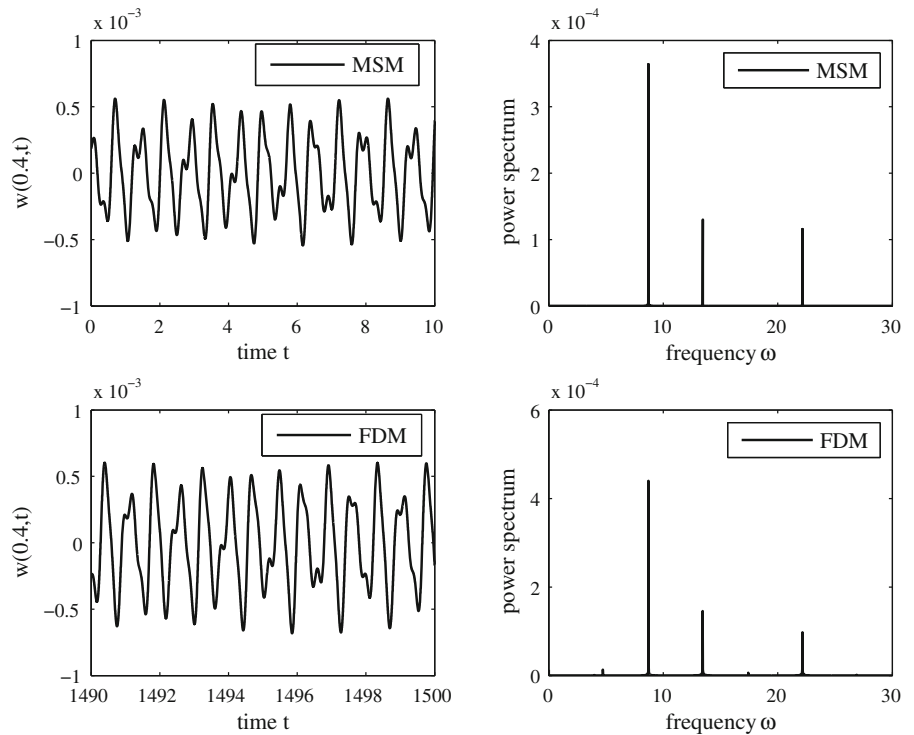 x 10−3
1
MSM
0.5
0
−0.5
−1
w(0.4,t)
0 2 4 6 8 10
time t
x 10−4
4
MSM
3
2
1
0
power spectrum
0 10 20 30
frequency ω
x 10−3
1
FDM
0.5
0
−0.5
−1
w(0.4,t)
1490 1492 1494 1496 1498 1500
time t
x 10−4
6
FDM
4
2
0
power spectrum
0 10 20 30
frequency ω